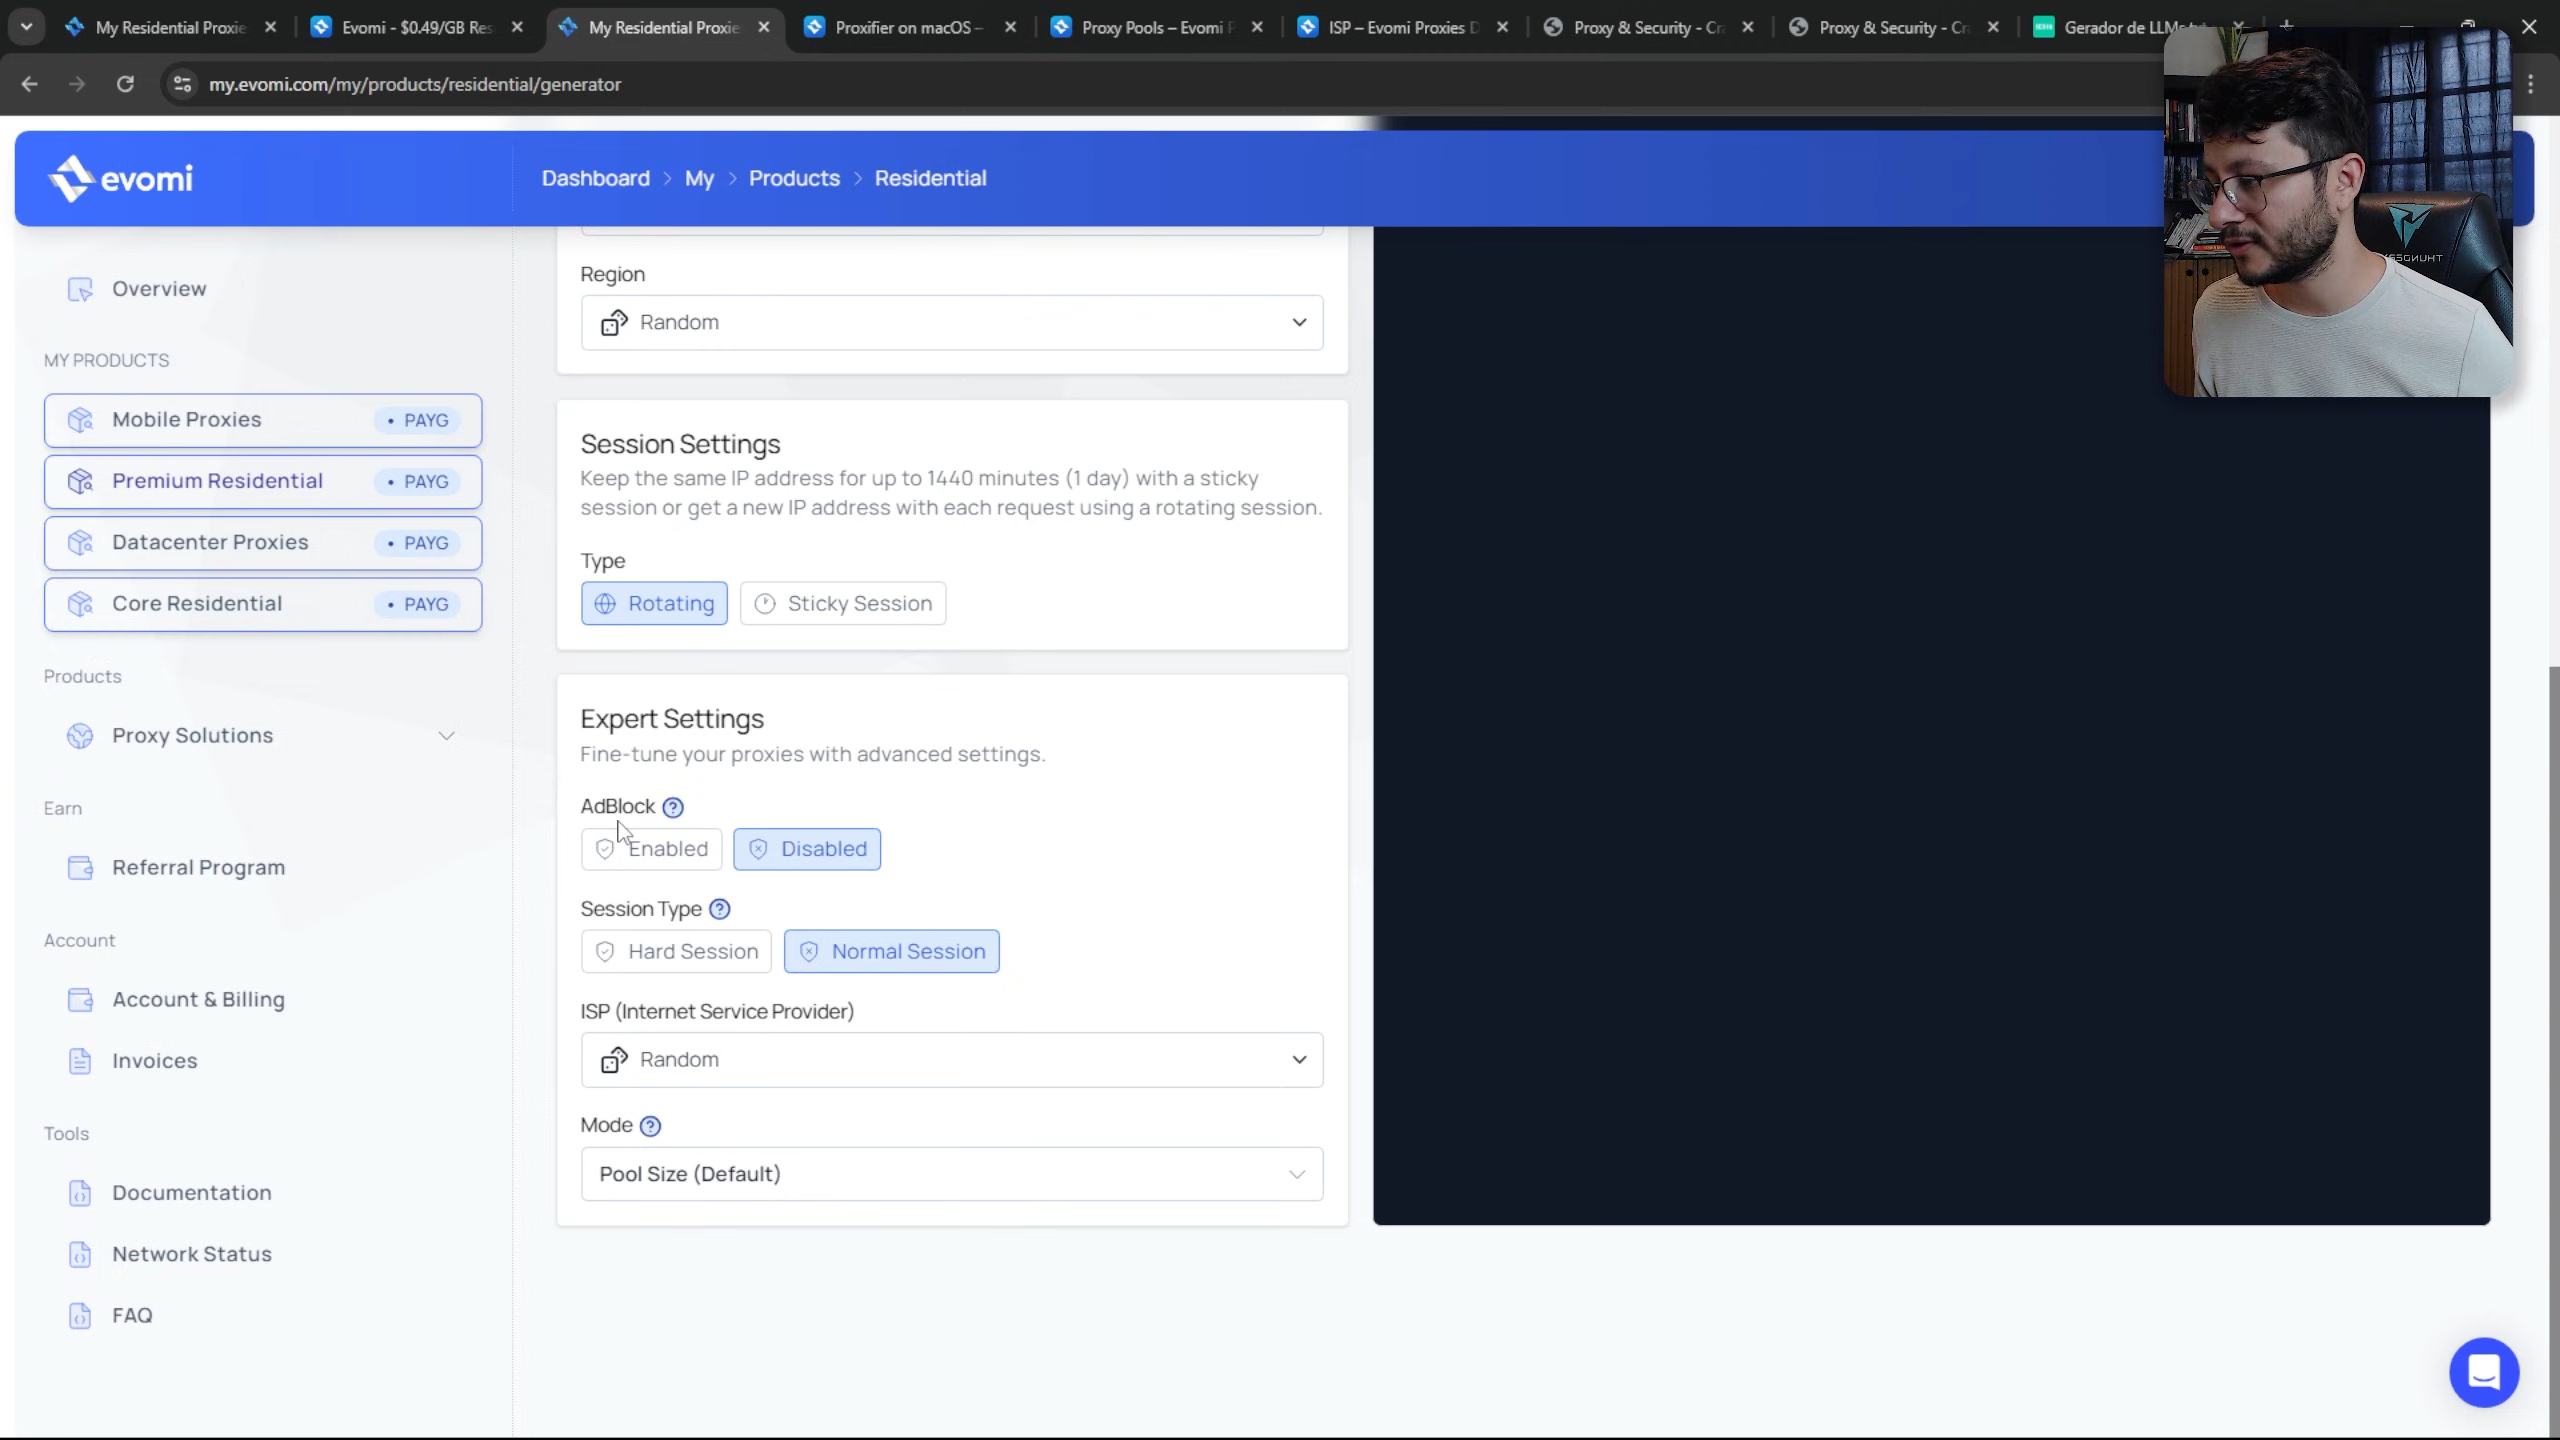 My Residential Proxie
Evomi - $0.49/GB Res
My Residential Proxie
Proxifier on macOS –
Proxy Pools – Evomi P
ISP – Evomi Proxies D
Proxy & Security - Cra
Proxy & Security - Cra
Gerador de LLMs
my.evomi.com/my/products/residential/generator
evomi
Dashboard > My > Products > Residential
Overview
MY PRODUCTS
Mobile Proxies • PAYG
Premium Residential • PAYG
Datacenter Proxies • PAYG
Core Residential • PAYG
Products
Proxy Solutions
Earn
Referral Program
Account
Account & Billing
Invoices
Tools
Documentation
Network Status
FAQ
Region
Random
Session Settings
Keep the same IP address for up to 1440 minutes (1 day) with a sticky
session or get a new IP address with each request using a rotating session.
Type
Rotating
Sticky Session
Expert Settings
Fine-tune your proxies with advanced settings.
AdBlock
Enabled
Disabled
Session Type
Hard Session
Normal Session
ISP (Internet Service Provider)
Random
Mode
Pool Size (Default)